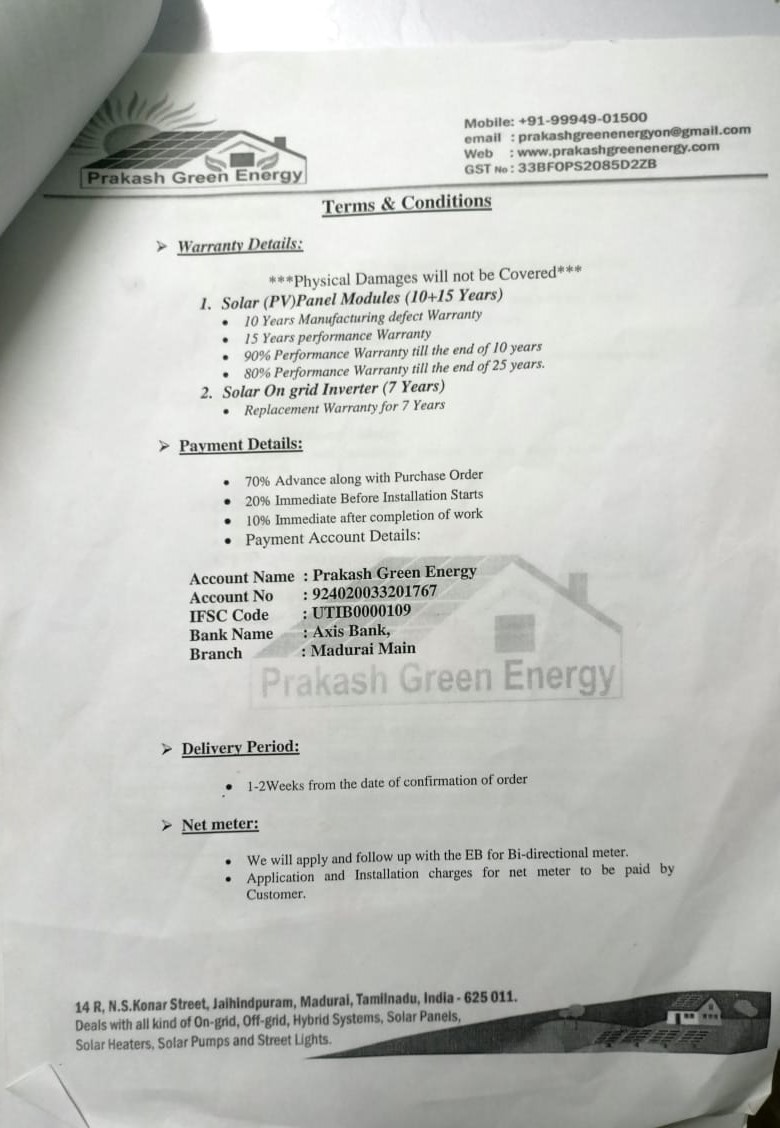 Prakash Green Energy
Mobile: +91-99949-01500
email : prakashgreenenergyon@gmail.com
Web : www.prakashgreenenergy.com
GST No : 33BFOPS2085D2ZB
Terms & Conditions
➢ Warranty Details:
***Physical Damages will not be Covered***
1. Solar (PV)Panel Modules (10+15 Years)
• 10 Years Manufacturing defect Warranty
• 15 Years performance Warranty
• 90% Performance Warranty till the end of 10 years
• 80% Performance Warranty till the end of 25 years.
2. Solar On grid Inverter (7 Years)
• Replacement Warranty for 7 Years
➢ Payment Details:
• 70% Advance along with Purchase Order
• 20% Immediate Before Installation Starts
• 10% Immediate after completion of work
• Payment Account Details:
Account Name : Prakash Green Energy
Account No : 924020033201767
IFSC Code : UTIB0000109
Bank Name : Axis Bank,
Branch : Madurai Main
Prakash Green Energy
➢ Delivery Period:
• 1-2Weeks from the date of confirmation of order
➢ Net meter:
• We will apply and follow up with the EB for Bi-directional meter.
• Application and Installation charges for net meter to be paid by
Customer.
14 R, N.S.Konar Street, Jaihindpuram, Madurai, Tamilnadu, India - 625 011.
Deals with all kind of On-grid, Off-grid, Hybrid Systems, Solar Panels,
Solar Heaters, Solar Pumps and Street Lights.